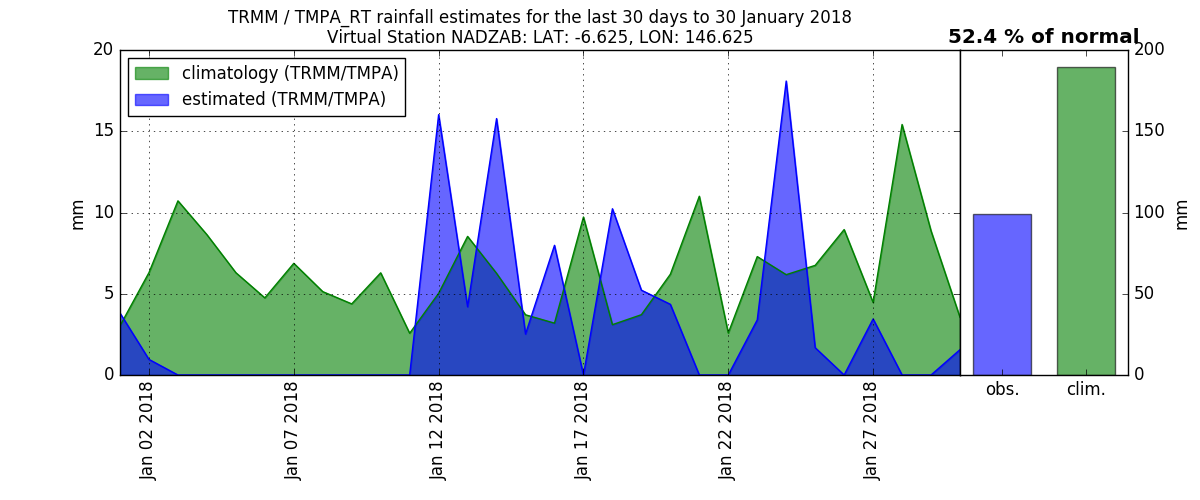 TRMM / TMPA_RT rainfall estimates for the last 30 days to 30 January 2018
Virtual Station NADZAB: LAT: -6.625, LON: 146.625
52.4 % of normal
climatology (TRMM/TMPA)
estimated (TRMM/TMPA)
20
15
10
5
0
mm
Jan 02 2018
Jan 07 2018
Jan 12 2018
Jan 17 2018
Jan 22 2018
Jan 27 2018
200
150
100
50
0
mm
obs.
clim.